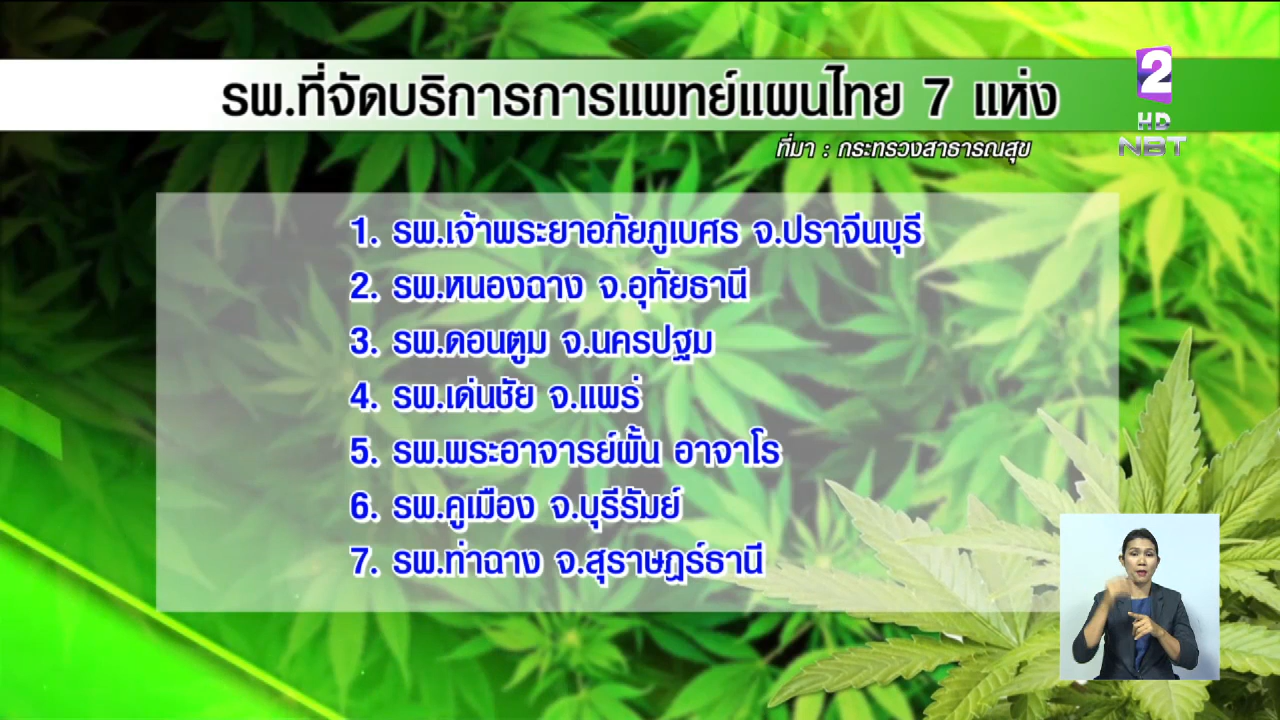 รพ.ที่จัดบริการการแพทย์แผนไทย 7 แห่ง
2
HD
NBT
ที่มา : กระทรวงสาธารณสุข
1. รพ.เจ้าพระยาอภัยภูเบศร จ.ปราจีนบุรี
2. รพ.หนองฉาง จ.อุทัยธานี
3. รพ.ดอนตูม จ.นครปฐม
4. รพ.เด่นชัย จ.แพร่
5. รพ.พระอาจารย์ฝั้น อาจาโร
6. รพ.คูเมือง จ.บุรีรัมย์
7. รพ.ท่าฉาง จ.สุราษฎร์ธานี